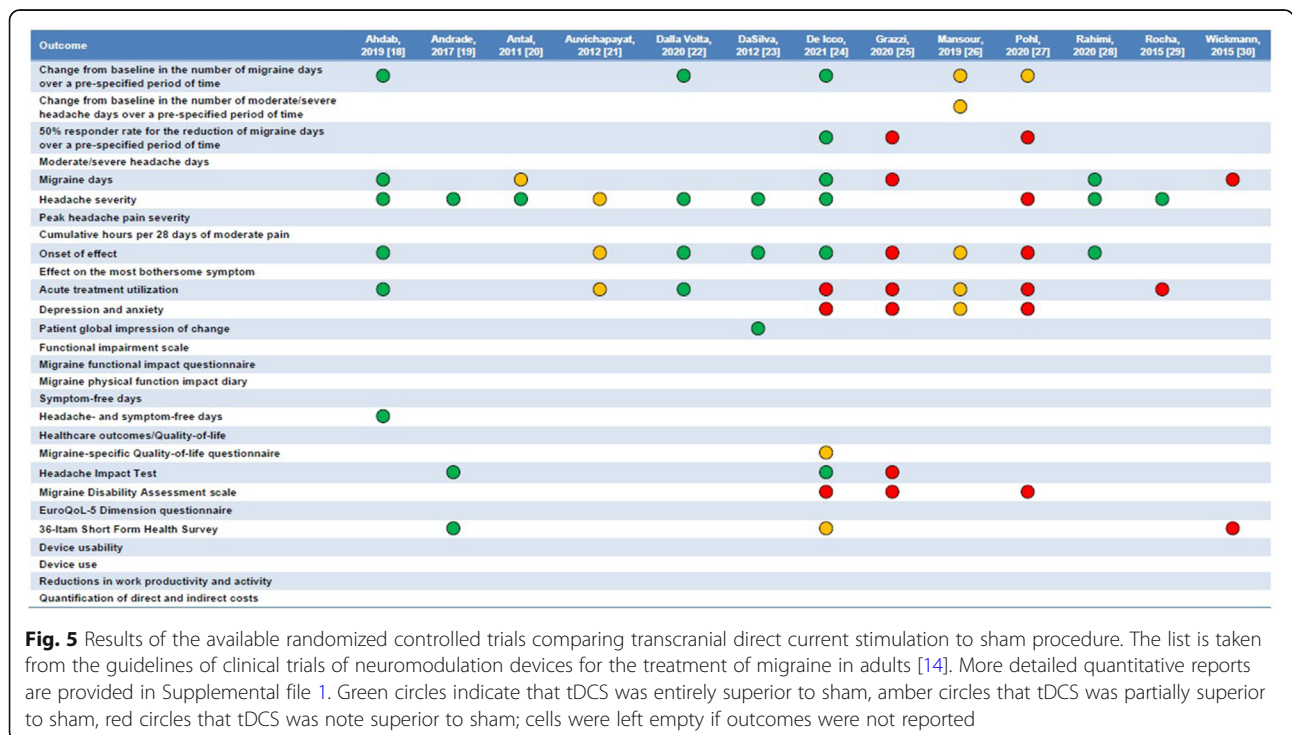 Outcome
Ahdab, 2019 [18]
Andrade, 2017 [19]
Antal, 2011 [20]
Auvichapayat, 2012 [21]
Dalla Volta, 2020 [22]
DaSilva, 2012 [23]
De Icco, 2021 [24]
Grazzi, 2020 [25]
Mansour, 2019 [26]
Pohl, 2020 [27]
Rahimi, 2020 [28]
Rocha, 2015 [29]
Wickmann, 2015 [30]
Change from baseline in the number of migraine days
over a pre-specified period of time
Change from baseline in the number of moderate/severe
headache days over a pre-specified period of time
50% responder rate for the reduction of migraine days
over a pre-specified period of time
Moderate/severe headache days
Migraine days
Headache severity
Peak headache pain severity
Cumulative hours per 28 days of moderate pain
Onset of effect
Effect on the most bothersome symptom
Acute treatment utilization
Depression and anxiety
Patient global impression of change
Functional impairment scale
Migraine functional impact questionnaire
Migraine physical function impact diary
Symptom-free days
Headache- and symptom-free days
Healthcare outcomes/Quality-of-life
Migraine-specific Quality-of-life questionnaire
Headache Impact Test
Migraine Disability Assessment scale
EuroQoL-5 Dimension questionnaire
36-Itam Short Form Health Survey
Device usability
Device use
Reductions in work productivity and activity
Quantification of direct and indirect costs
Fig. 5 Results of the available randomized controlled trials comparing transcranial direct current stimulation to sham procedure. The list is taken
from the guidelines of clinical trials of neuromodulation devices for the treatment of migraine in adults [14]. More detailed quantitative reports
are provided in Supplemental file 1. Green circles indicate that tDCS was entirely superior to sham, amber circles that tDCS was partially superior
to sham, red circles that tDCS was note superior to sham; cells were left empty if outcomes were not reported